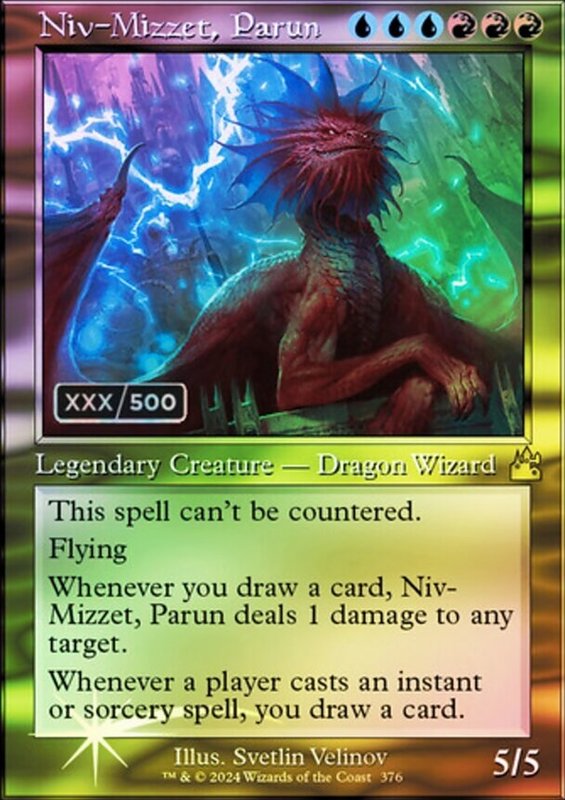 Niv-Mizzet, Parun
XXX/500
Legendary Creature — Dragon Wizard
This spell can't be countered.
Flying
Whenever you draw a card, Niv-
Mizzet, Parun deals 1 damage to any
target.
Whenever a player casts an instant
or sorcery spell, you draw a card.
Illus. Svetlin Velinov
™ & © 2024 Wizards of the Coast 376
5/5